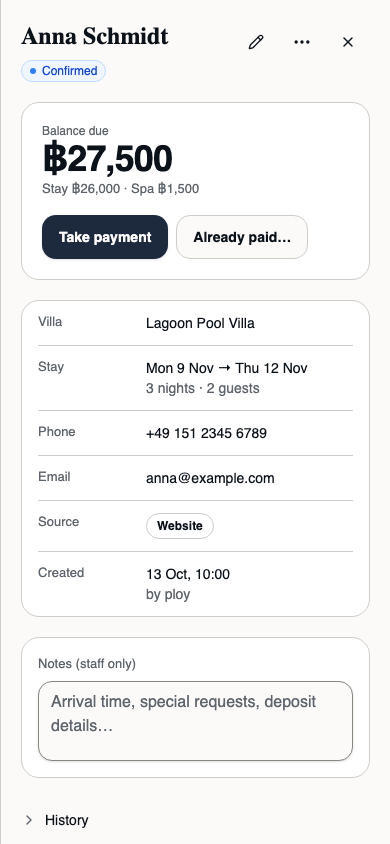 Anna Schmidt
Confirmed
Balance due
฿27,500
Stay ฿26,000 · Spa ฿1,500
Take payment
Already paid…
Villa
Lagoon Pool Villa
Stay
Mon 9 Nov → Thu 12 Nov
3 nights · 2 guests
Phone
+49 151 2345 6789
Email
anna@example.com
Source
Website
Created
13 Oct, 10:00
by ploy
Notes (staff only)
Arrival time, special requests, deposit
details…
History